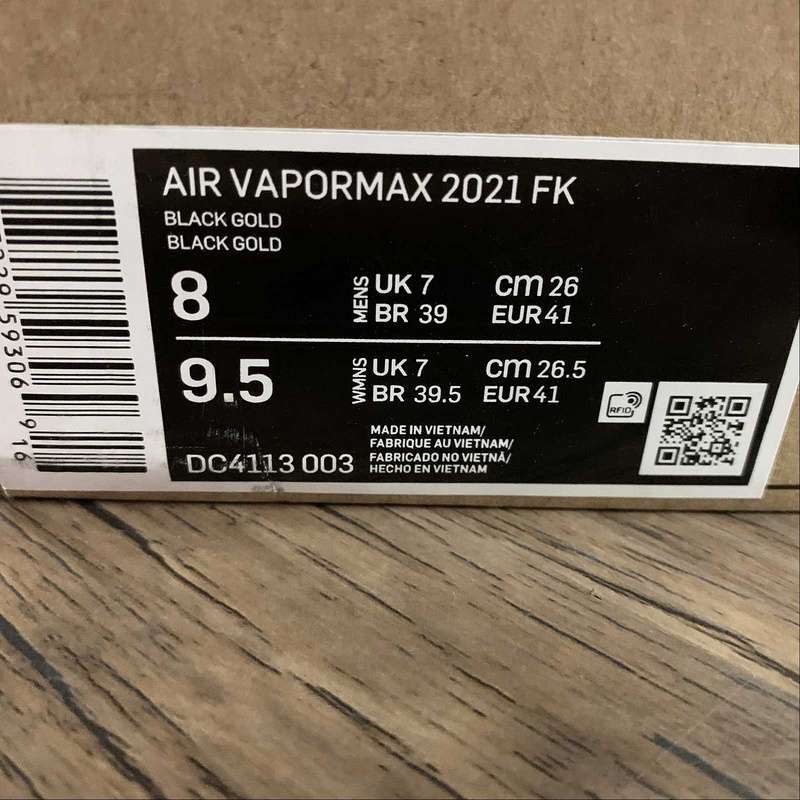 AIR VAPORMAX 2021 FK
BLACK GOLD
BLACK GOLD
8 MENS UK 7 cm 26
BR 39 EUR 41
9.5 WMNS UK 7 cm 26.5
BR 39.5 EUR 41
RFID
DC4113 003
MADE IN VIETNAM/
FABRIQUE AU VIETNAM/
FABRICADO NO VIETNÃ/
HECHO EN VIETNAM
59306 916